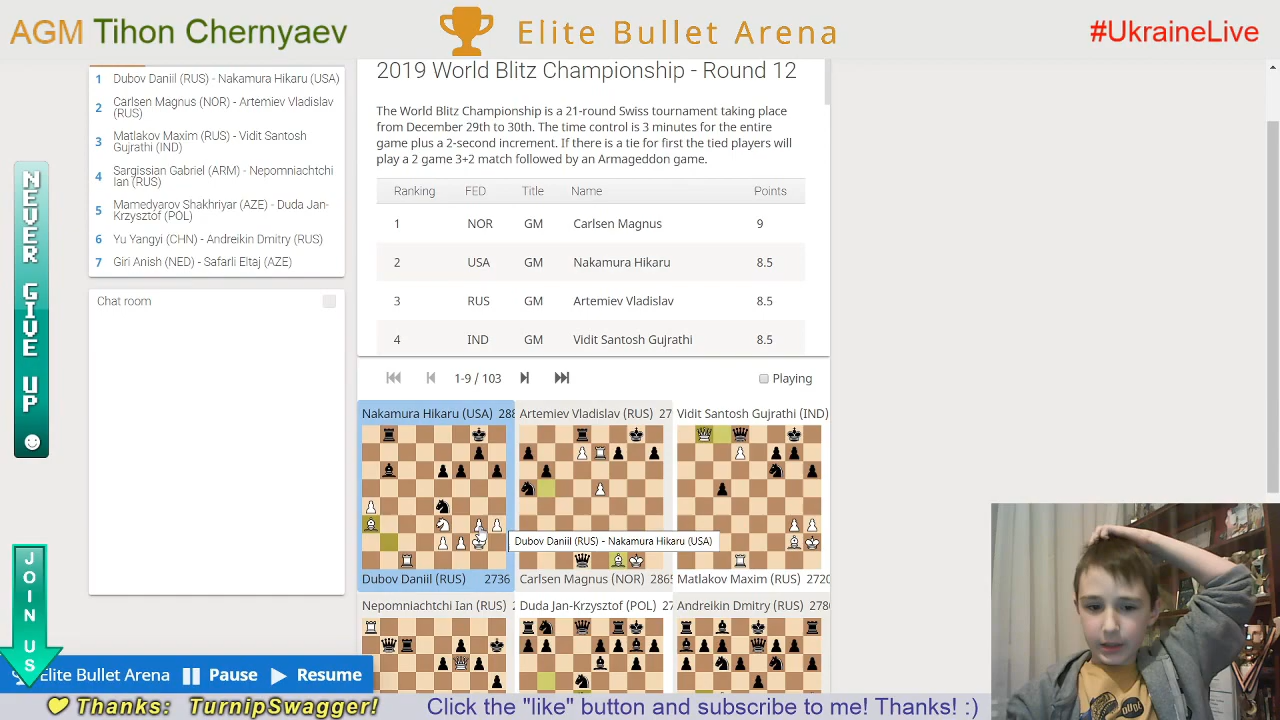 AGM Tihon Chernyaev
Elite Bullet Arena
#UkraineLive
NEVER GIVE UP
JOIN US
1 Dubov Daniil (RUS) - Nakamura Hikaru (USA)
2 Carlsen Magnus (NOR) - Artemiev Vladislav
(RUS)
3 Matlakov Maxim (RUS) - Vidit Santosh
Gujrathi (IND)
4 Sargissian Gabriel (ARM) - Nepomniachtchi
Ian (RUS)
5 Mamedyarov Shakhriyar (AZE) - Duda Jan-
Krzysztof (POL)
6 Yu Yangyi (CHN) - Andreikin Dmitry (RUS)
7 Giri Anish (NED) - Safarli Eltaj (AZE)
Chat room
2019 World Blitz Championship - Round 12
The World Blitz Championship is a 21-round Swiss tournament taking place
from December 29th to 30th. The time control is 3 minutes for the entire
game plus a 2-second increment. If there is a tie for first the tied players will
play a 2 game 3+2 match followed by an Armageddon game.
Ranking FED Title Name Points
1 NOR GM Carlsen Magnus 9
2 USA GM Nakamura Hikaru 8.5
3 RUS GM Artemiev Vladislav 8.5
4 IND GM Vidit Santosh Gujrathi 8.5
1-9 / 103
Playing
Nakamura Hikaru (USA) 288
Artemiev Vladislav (RUS) 27
Vidit Santosh Gujrathi (IND)
Dubov Daniil (RUS) - Nakamura Hikaru (USA)
Dubov Daniil (RUS) 2736
Carlsen Magnus (NOR) 2865
Matlakov Maxim (RUS) 2720
Nepomniachtchi Ian (RUS)
Duda Jan-Krzysztof (POL) 27
Andreikin Dmitry (RUS) 278
Elite Bullet Arena Pause Resume
Thanks: TurnipSwagger!
Click the "like" button and subscribe to me! Thanks! :)